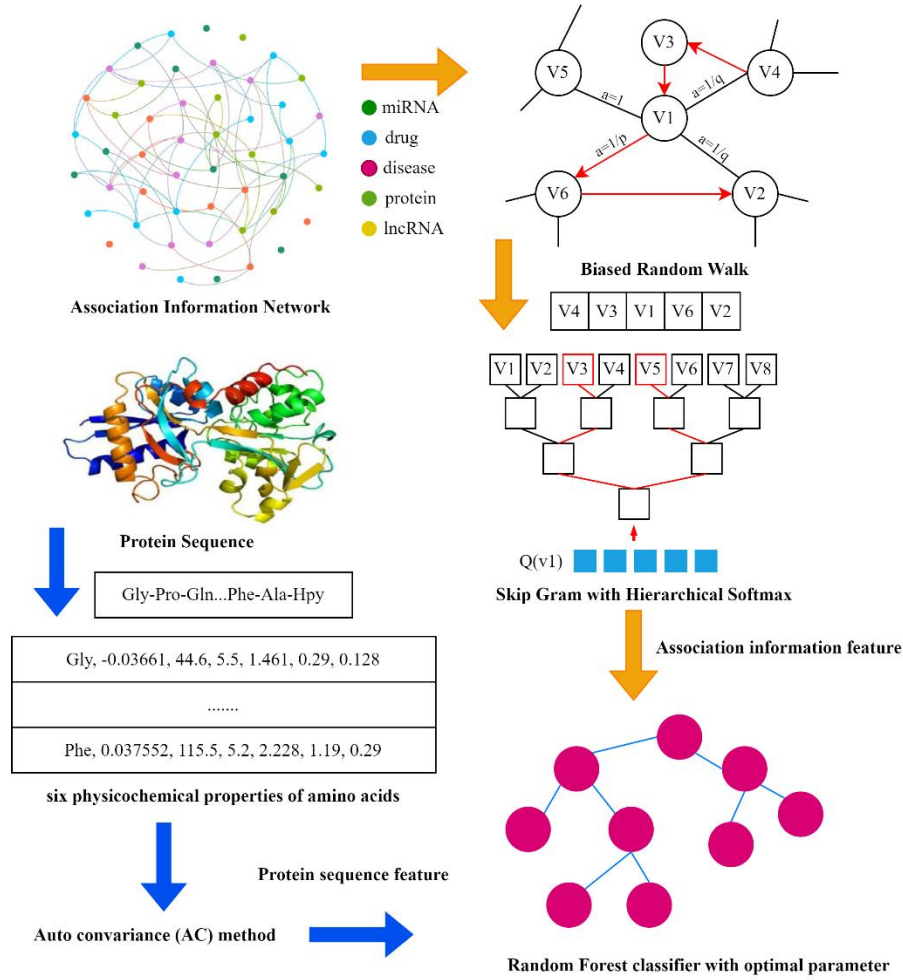 miRNA
drug
disease
protein
lncRNA
Association Information Network
V3
V5
V4
V1
a=1
a=1/q
a=1/p
a=1/q
V6
V2
Biased Random Walk
V4 V3 V1 V6 V2
V1 V2 V3 V4 V5 V6 V7 V8
Q(v1)
Skip Gram with Hierarchical Softmax
Association information feature
Protein Sequence
Gly-Pro-Gln...Phe-Ala-Hpy
Gly, -0.03661, 44.6, 5.5, 1.461, 0.29, 0.128
.......
Phe, 0.037552, 115.5, 5.2, 2.228, 1.19, 0.29
six physicochemical properties of amino acids
Protein sequence feature
Auto convariance (AC) method
Random Forest classifier with optimal parameter